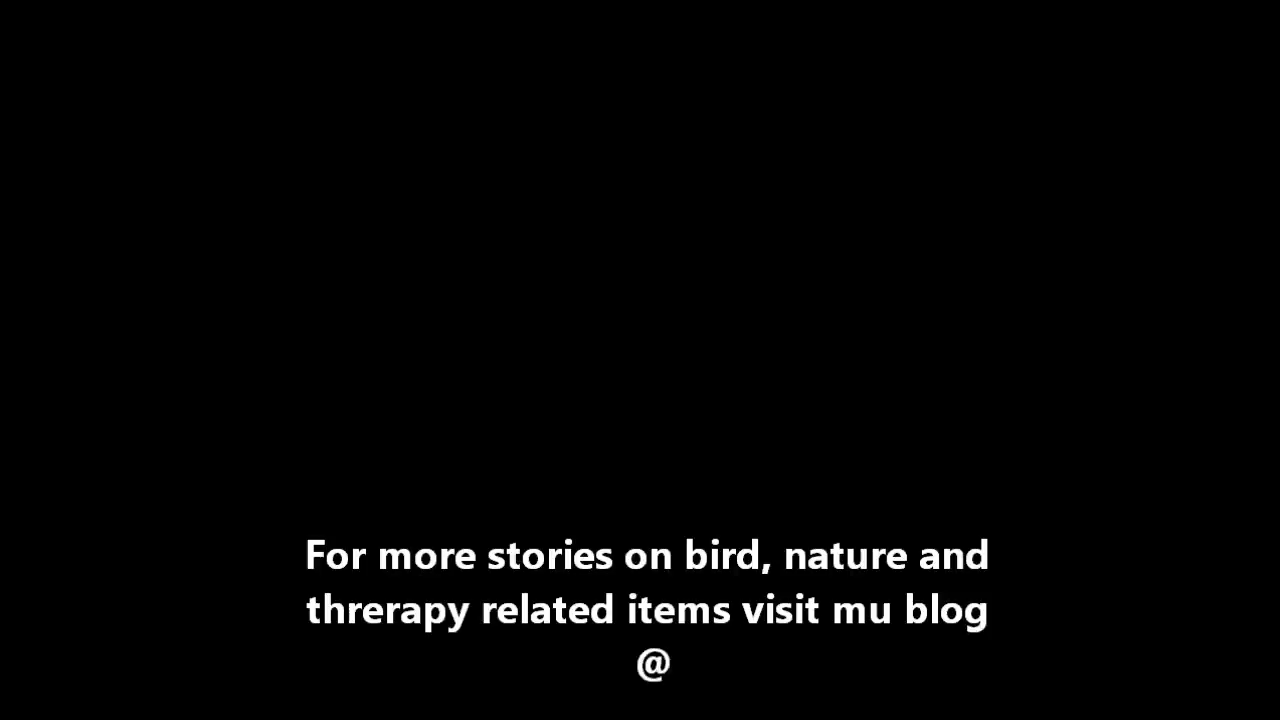 For more stories on bird, nature and
threrapy related items visit mu blog
@